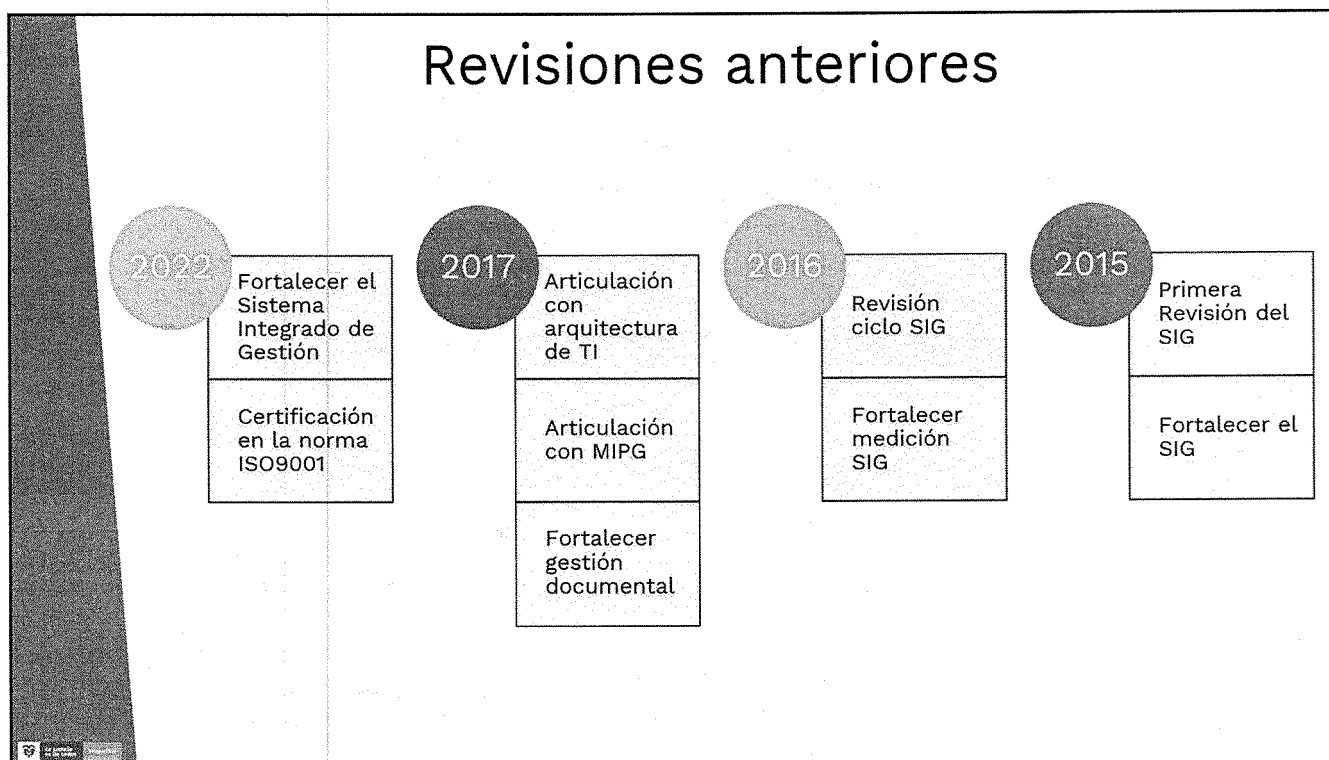 Revisiones anteriores
2022
Fortalecer el
Sistema
Integrado de
Gestión
Certificación
en la norma
ISO9001
2017
Articulación
con
arquitectura
de TI
Articulación
con MIPG
Fortalecer
gestión
documental
2016
Revisión
ciclo SIG
Fortalecer
medición
SIG
2015
Primera
Revisión del
SIG
Fortalecer el
SIG